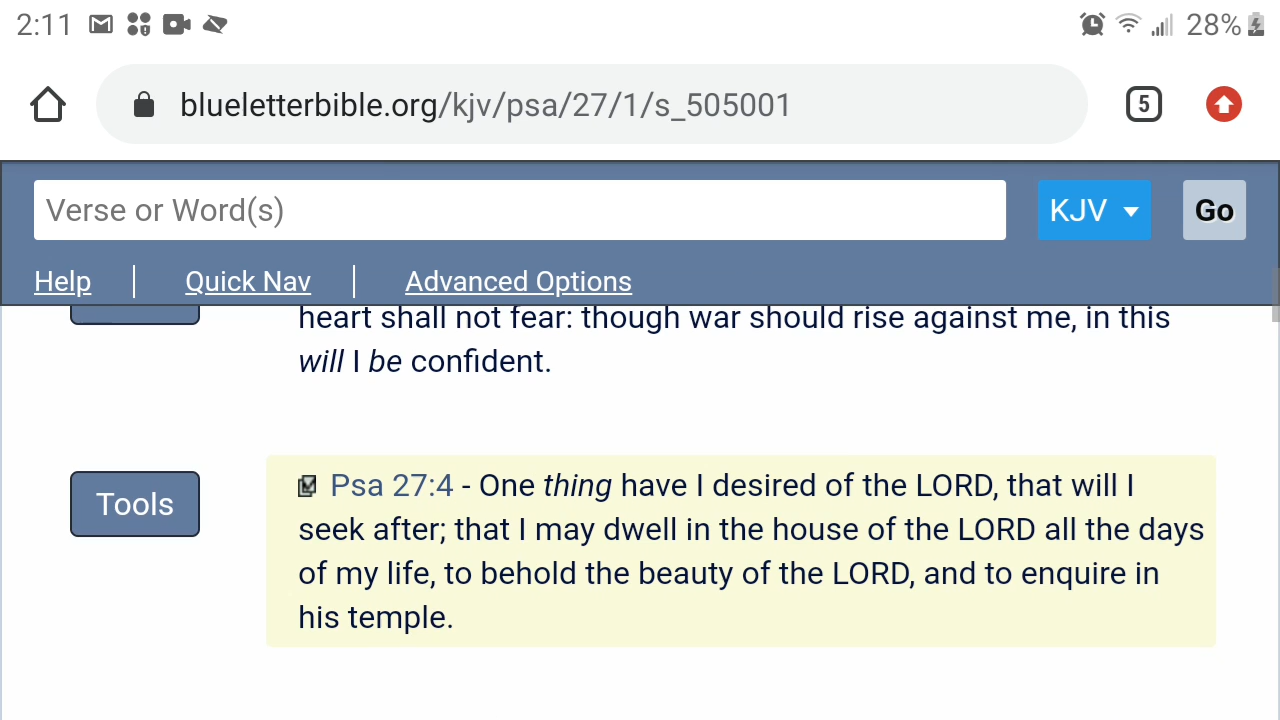 2:11
28%
blueletterbible.org/kjv/psa/27/1/s_505001
5
Verse or Word(s)
KJV
Go
Help
Quick Nav
Advanced Options
heart shall not fear: though war should rise against me, in this
will I be confident.
Tools
Psa 27:4 - One thing have I desired of the LORD, that will I
seek after; that I may dwell in the house of the LORD all the days
of my life, to behold the beauty of the LORD, and to enquire in
his temple.